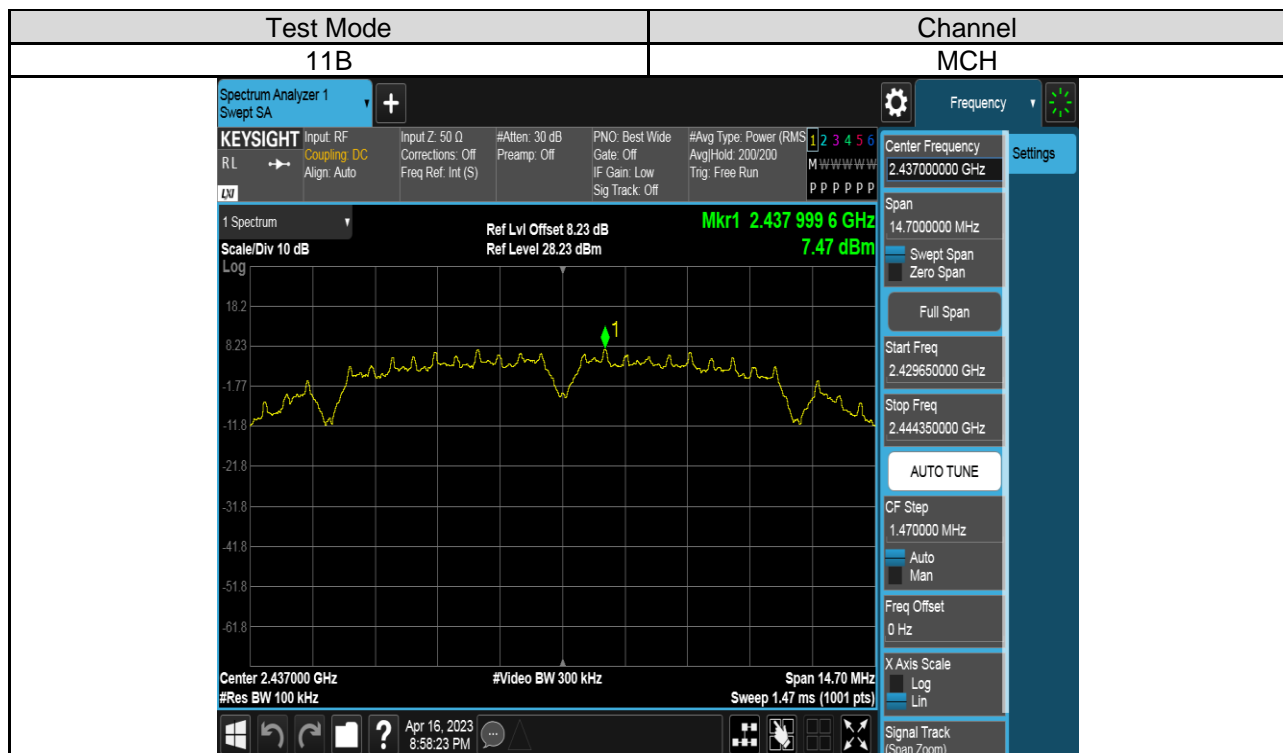 Test Mode Channel
11B MCH
Spectrum Analyzer 1
Swept SA
+
Frequency
KEYSIGHT Input: RF Input Z: 50 Ω #Atten: 30 dB PNO: Best Wide #Avg Type: Power (RMS 1 2 3 4 5 6
RL Coupling: DC Corrections: Off Preamp: Off Gate: Off Avg|Hold: 200/200
Align: Auto Freq Ref: Int (S) IF Gain: Low Trig: Free Run M W W W W W
LXI Sig Track: Off P P P P P P
1 Spectrum Ref Lvl Offset 8.23 dB Mkr1 2.437 999 6 GHz
Scale/Div 10 dB Ref Level 28.23 dBm 7.47 dBm
Log
18.2
1
8.23
-1.77
-11.8
-21.8
-31.8
-41.8
-51.8
-61.8
Center 2.437000 GHz #Video BW 300 kHz Span 14.70 MHz
#Res BW 100 kHz Sweep 1.47 ms (1001 pts)
Center Frequency
2.437000000 GHz
Settings
Span
14.7000000 MHz
Swept Span
Zero Span
Full Span
Start Freq
2.429650000 GHz
Stop Freq
2.444350000 GHz
AUTO TUNE
CF Step
1.470000 MHz
Auto
Man
Freq Offset
0 Hz
X Axis Scale
Log
Lin
Signal Track
(Span Zoom)
? Apr 16, 2023
8:58:23 PM